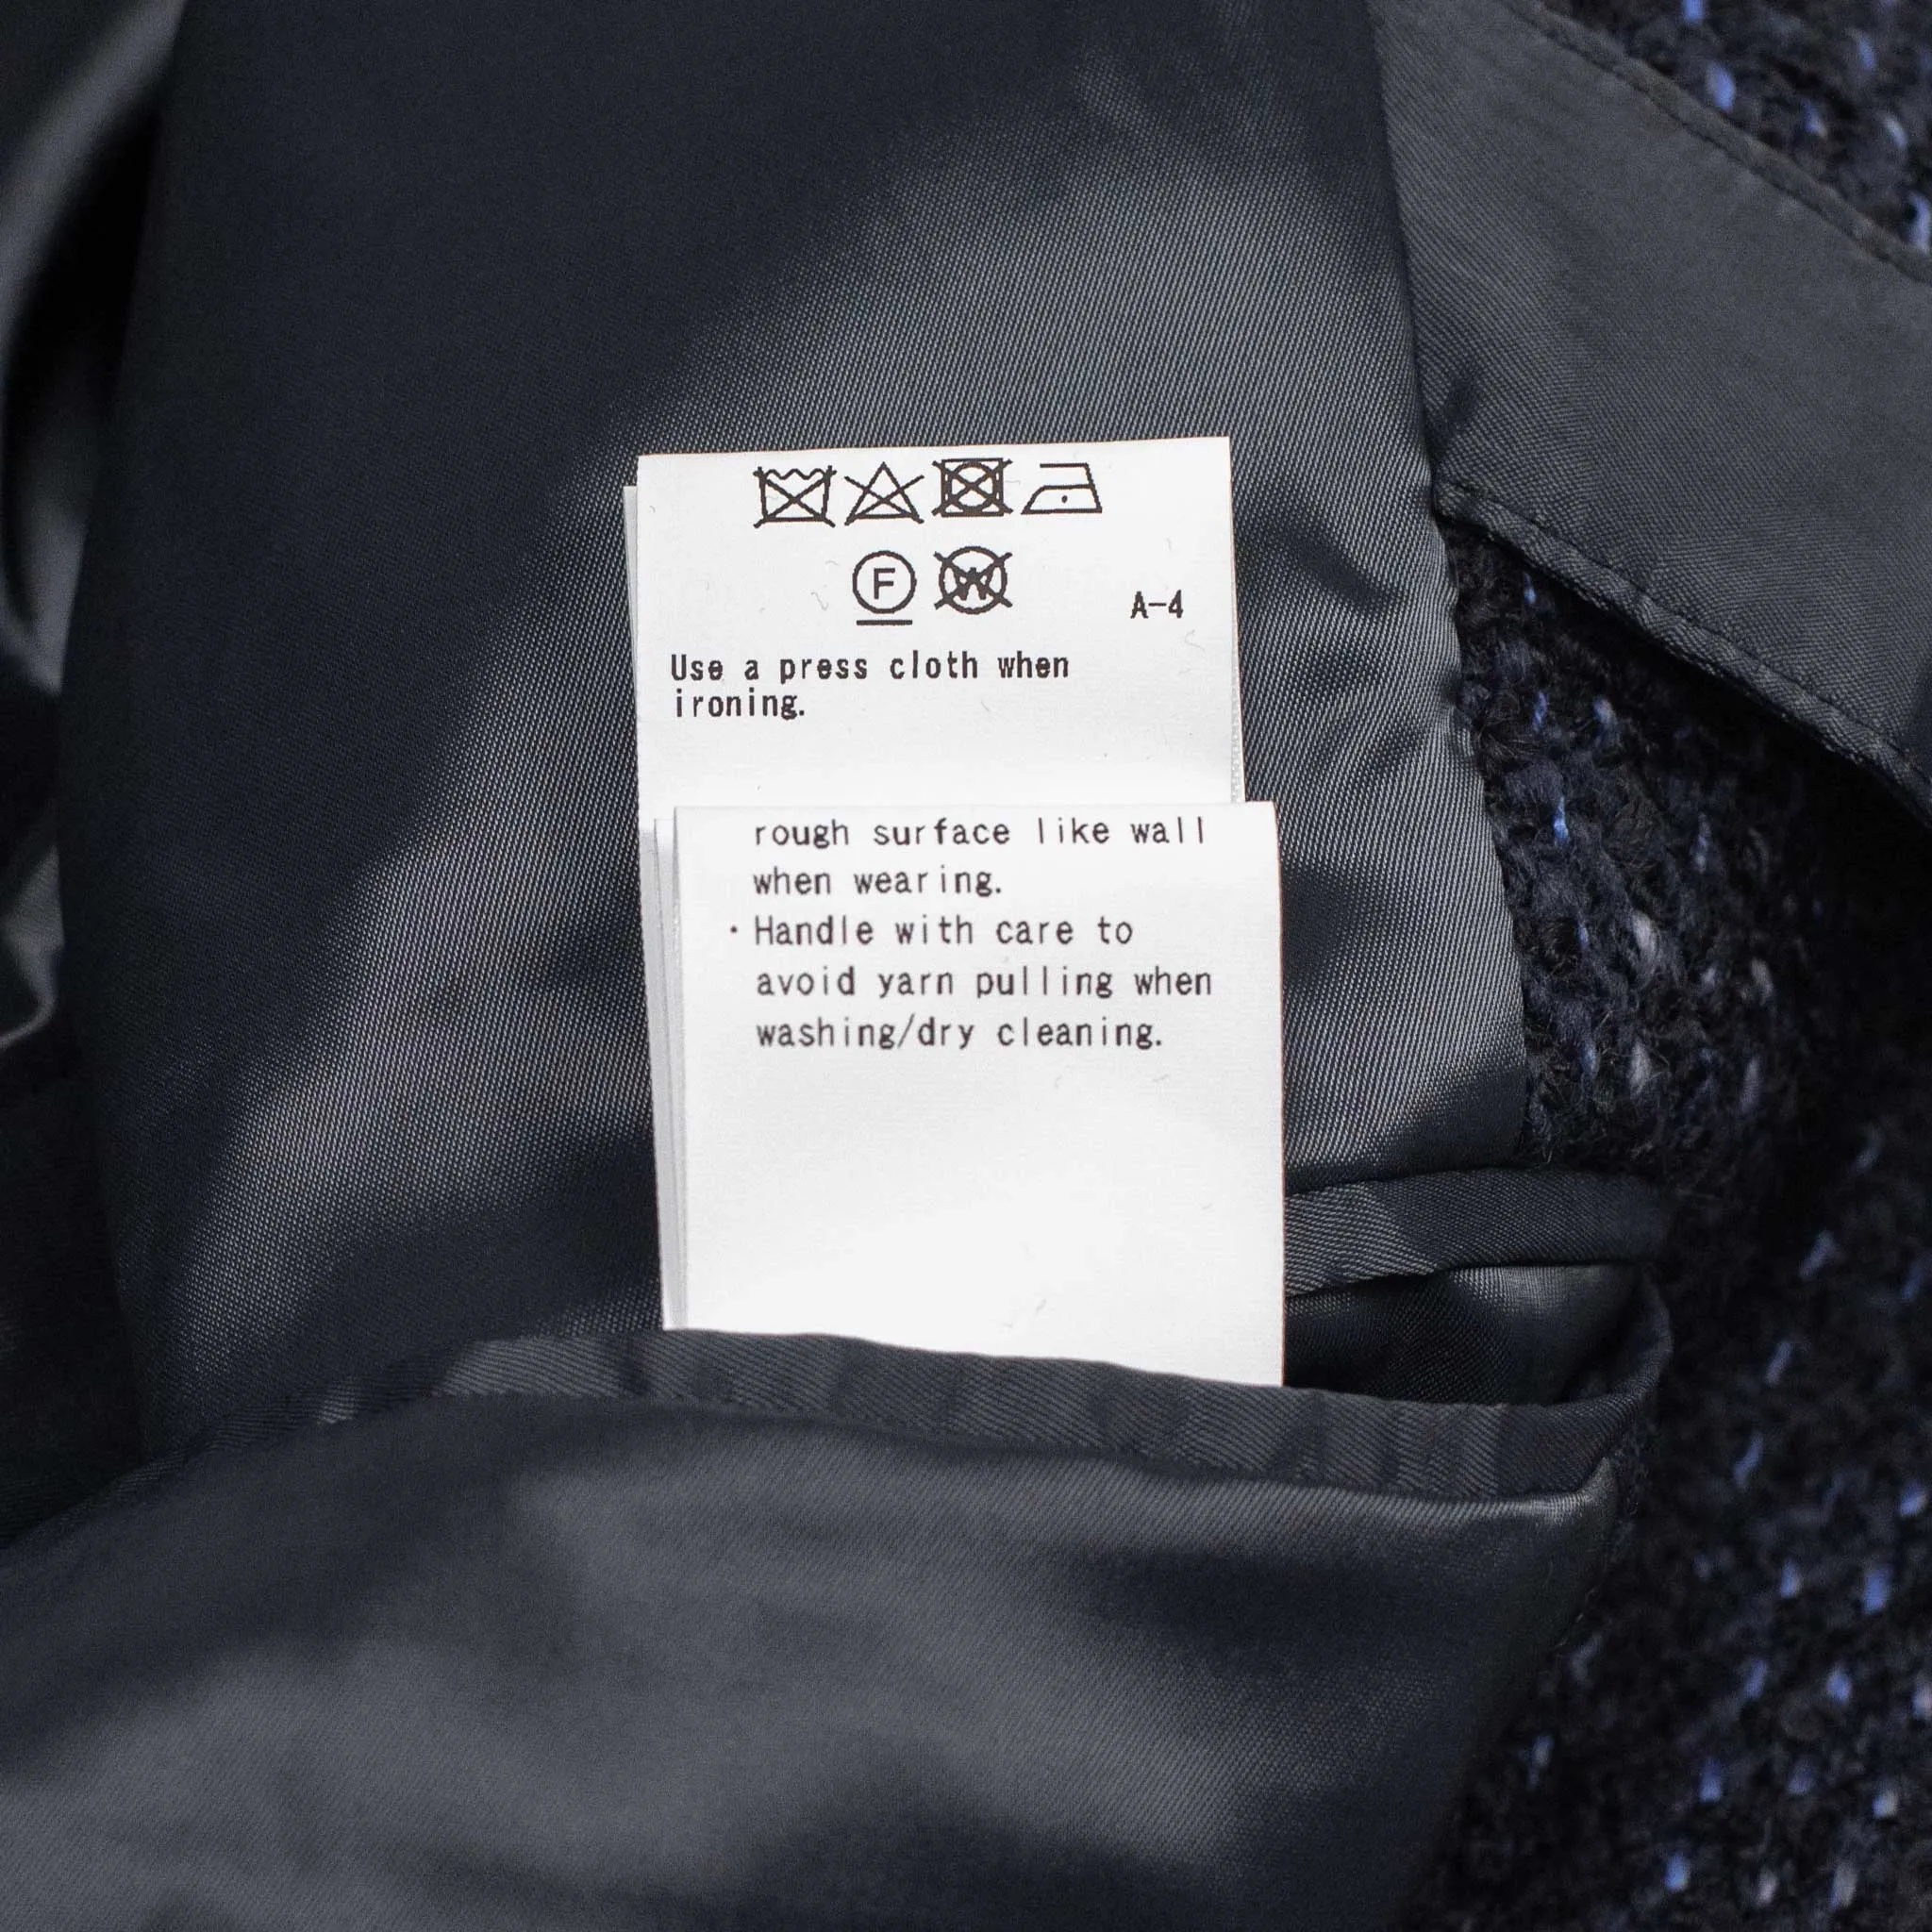 F W
A-4
Use a press cloth when
ironing.
rough surface like wall
when wearing.
・Handle with care to
avoid yarn pulling when
washing/dry cleaning.